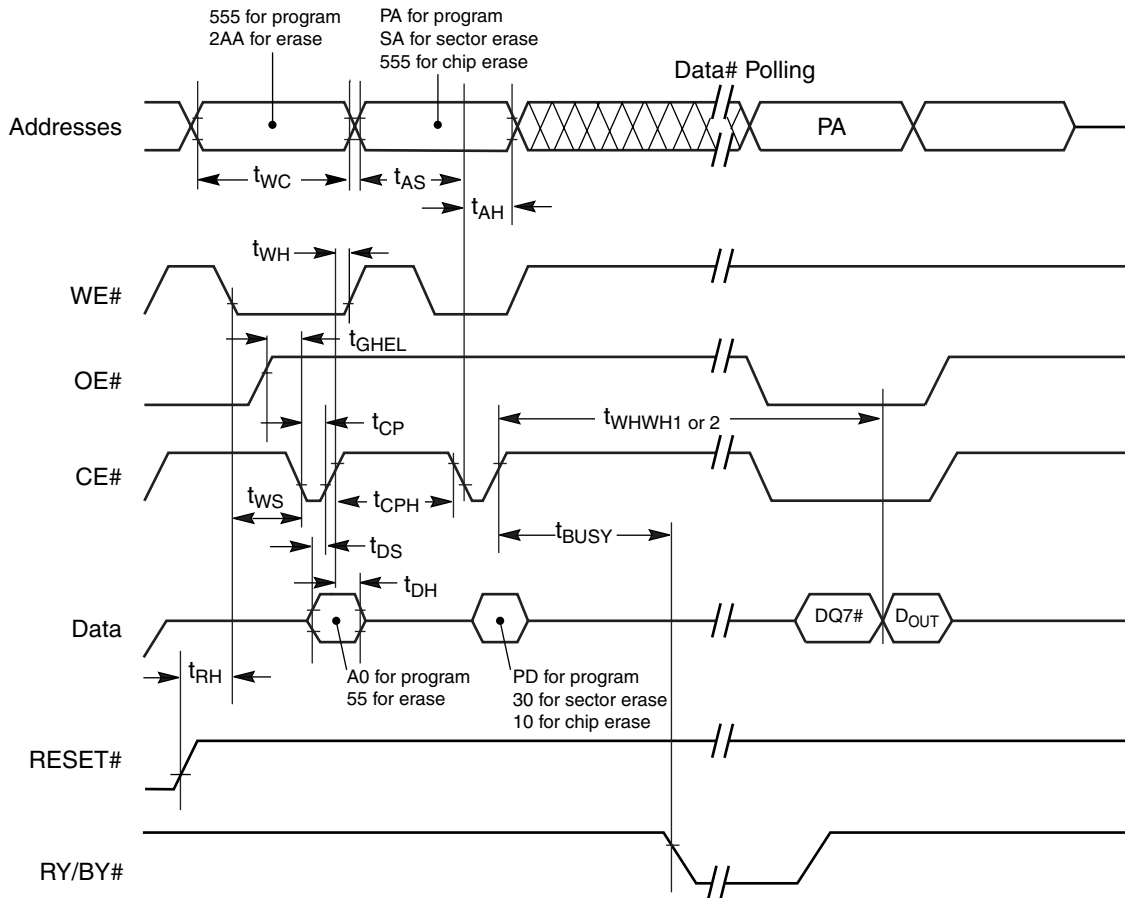 555 for program
2AA for erase
PA for program
SA for sector erase
555 for chip erase
Data# Polling
Addresses
PA
tWC
tAS
tAH
tWH
WE#
tGHEL
OE#
tCP
tWHWH1 or 2
CE#
tWS
tCPH
tBUSY
tDS
tDH
Data
DQ7#
DOUT
tRH
A0 for program
55 for erase
PD for program
30 for sector erase
10 for chip erase
RESET#
RY/BY#